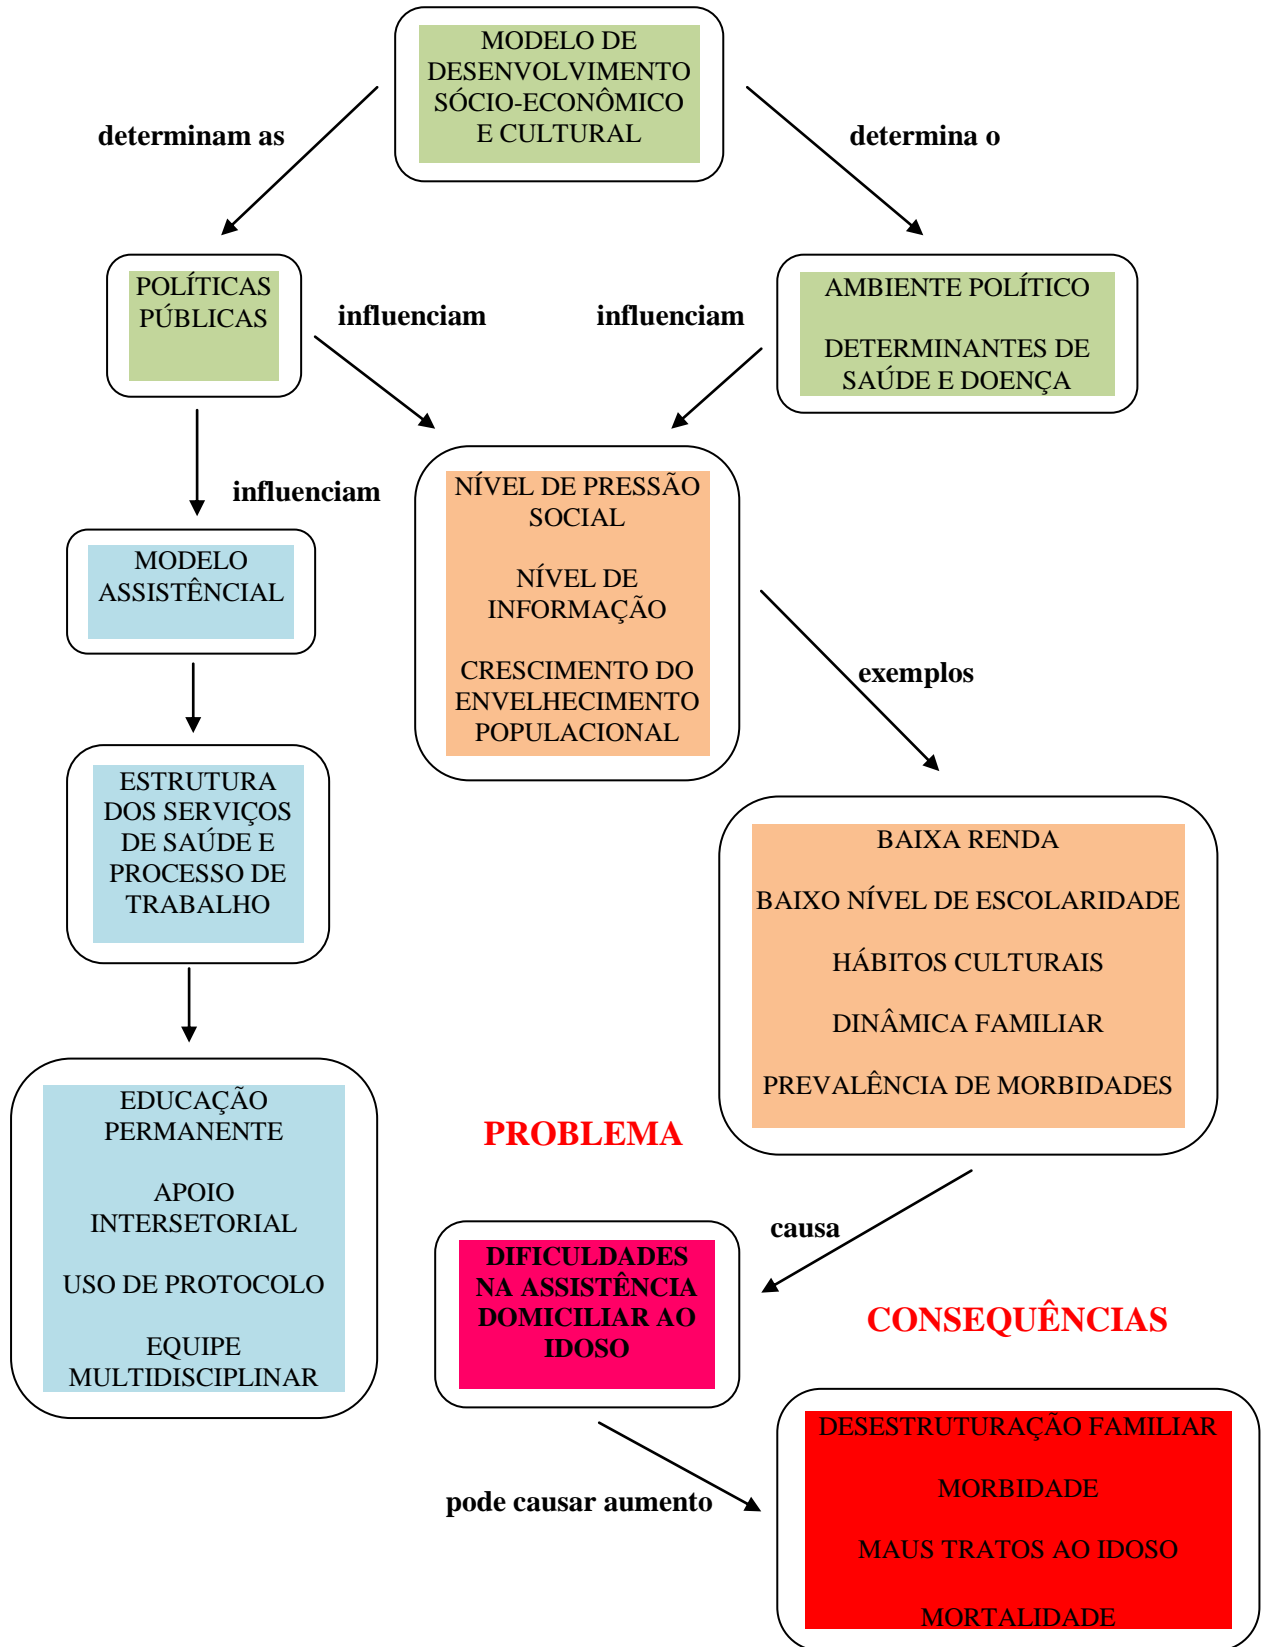 MODELO DE
DESENVOLVIMENTO
SÓCIO-ECONÔMICO
E CULTURAL
determinam as
determina o
POLÍTICAS
PÚBLICAS
AMBIENTE POLÍTICO
DETERMINANTES DE
SAÚDE E DOENÇA
influenciam
influenciam
influenciam
NÍVEL DE PRESSÃO
SOCIAL
NÍVEL DE
INFORMAÇÃO
CRESCIMENTO DO
ENVELHECIMENTO
POPULACIONAL
MODELO
ASSISTÊNCIAL
exemplos
ESTRUTURA
DOS SERVIÇOS
DE SAÚDE E
PROCESSO DE
TRABALHO
BAIXA RENDA
BAIXO NÍVEL DE ESCOLARIDADE
HÁBITOS CULTURAIS
DINÂMICA FAMILIAR
PREVALÊNCIA DE MORBIDADES
EDUCAÇÃO
PERMANENTE
APOIO
INTERSETORIAL
USO DE PROTOCOLO
EQUIPE
MULTIDISCIPLINAR
PROBLEMA
causa
DIFICULDADES
NA ASSISTÊNCIA
DOMICILIAR AO
IDOSO
CONSEQUÊNCIAS
pode causar aumento
DESESTRUTURAÇÃO FAMILIAR
MORBIDADE
MAUS TRATOS AO IDOSO
MORTALIDADE